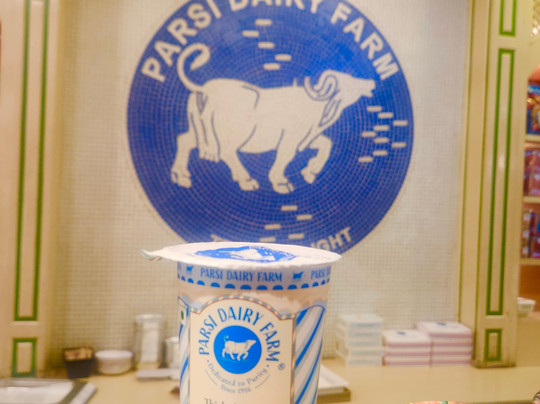 PARSI DAIRY FARM
PARSI DAIRY FARM
PARSI DAIRY FARM
Dedicated to Purity
Since 1916
®